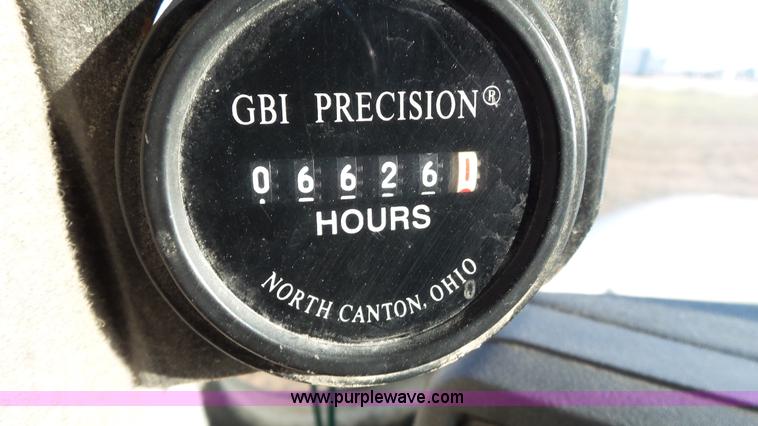 GBI PRECISION®
06626
HOURS
NORTH CANTON, OHIO
www.purplewave.com